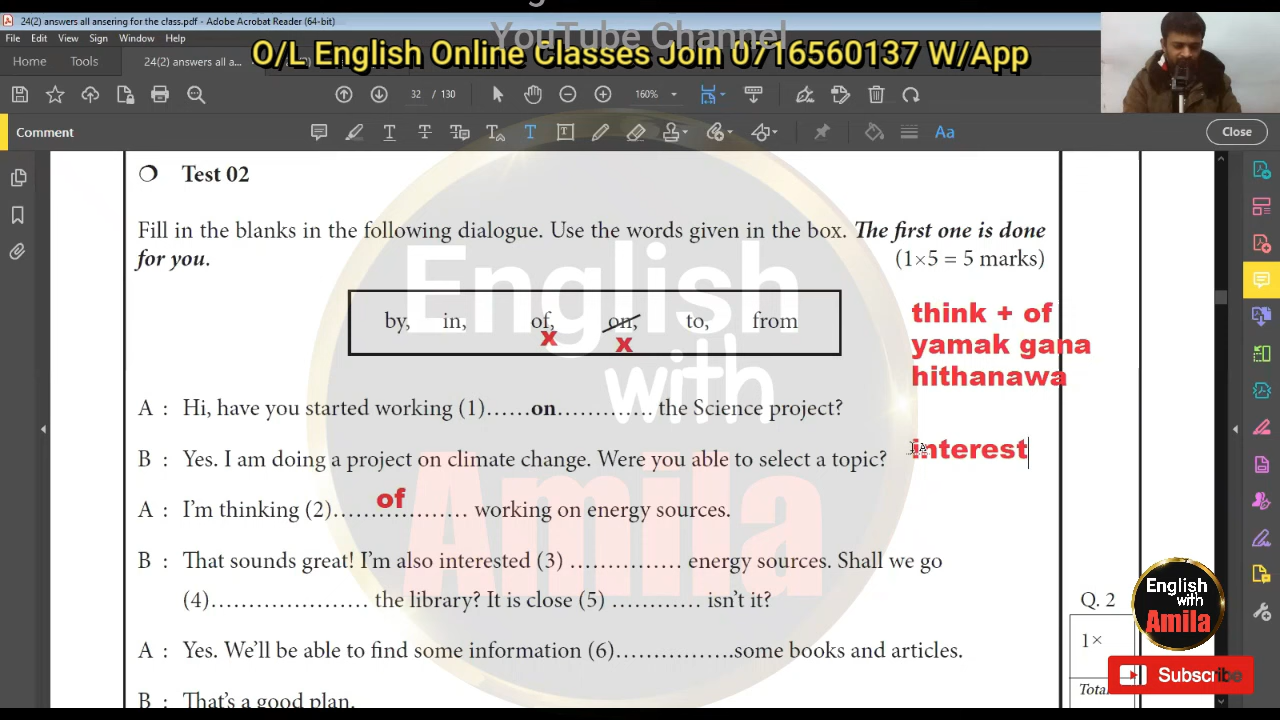 24(2) answers all ansering for the class.pdf - Adobe Acrobat Reader (64-bit)
YouTube Channel
File Edit View Sign Window Help
O/L English Online Classes Join 0716560137 W/App
Home Tools 24(2) answers all a...
32 / 130 160%
Comment
Close
Test 02
Fill in the blanks in the following dialogue. Use the words given in the box. The first one is done
for you. (1×5 = 5 marks)
by, in, of, on, to, from
x x
think + of
yamak gana
hithanawa
A : Hi, have you started working (1)……on…………. the Science project?
interest
B : Yes. I am doing a project on climate change. Were you able to select a topic?
A : I'm thinking (2)………of………… working on energy sources.
B : That sounds great! I'm also interested (3) …………… energy sources. Shall we go
(4)…………………. the library? It is close (5) ………… isn't it?
A : Yes. We'll be able to find some information (6)…………….some books and articles.
B : That's a good plan.
Q. 2
1×
Total
English
with
Amila
English
with
Amila
Subscribe